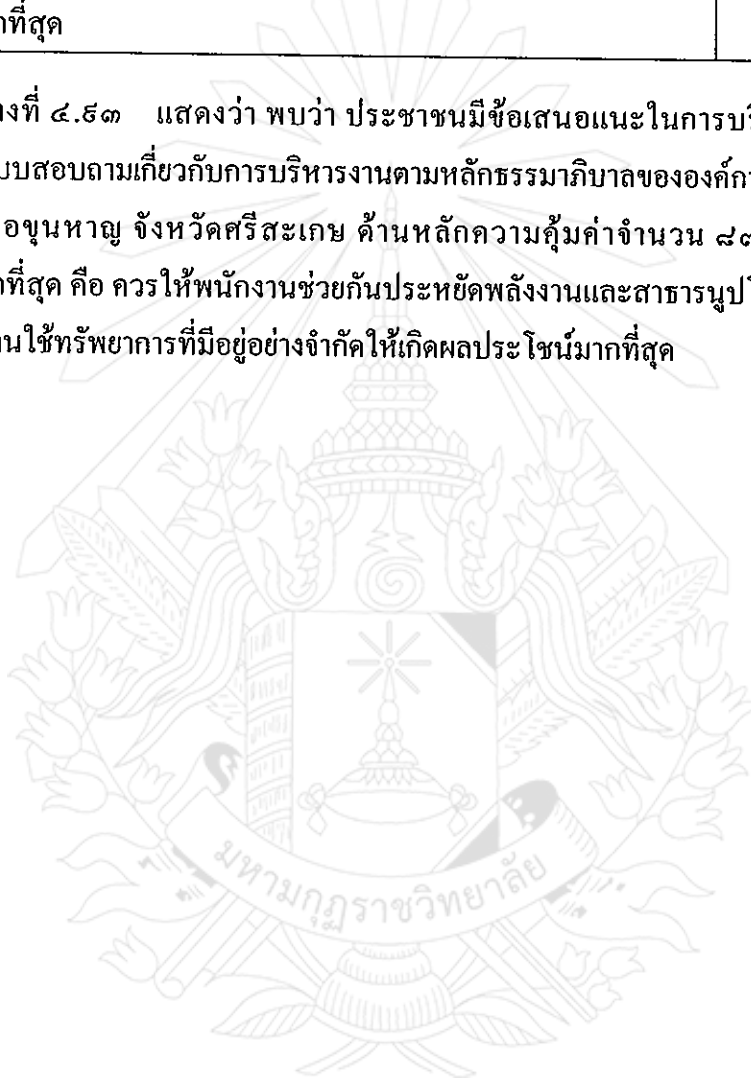 าที่สุด
งที่ ๔.๕๓ แสดงว่า พบว่า ประชาชนมีข้อเสนอแนะในการบริ
บบสอบถามเกี่ยวกับการบริหารงานตามหลักธรรมาภิบาลขององค์กา
อขุนหาญ จังหวัดศรีสะเกษ ด้านหลักความคุ้มค่าจำนวน ๘๓
าที่สุด คือ ควรให้พนักงานช่วยกันประหยัดพลังงานและสาธารนูปโ
านใช้ทรัพยาการที่มีอยู่อย่างจำกัดให้เกิดผลประโยชน์มากที่สุด
มหามกุฏราชวิทยาลัย